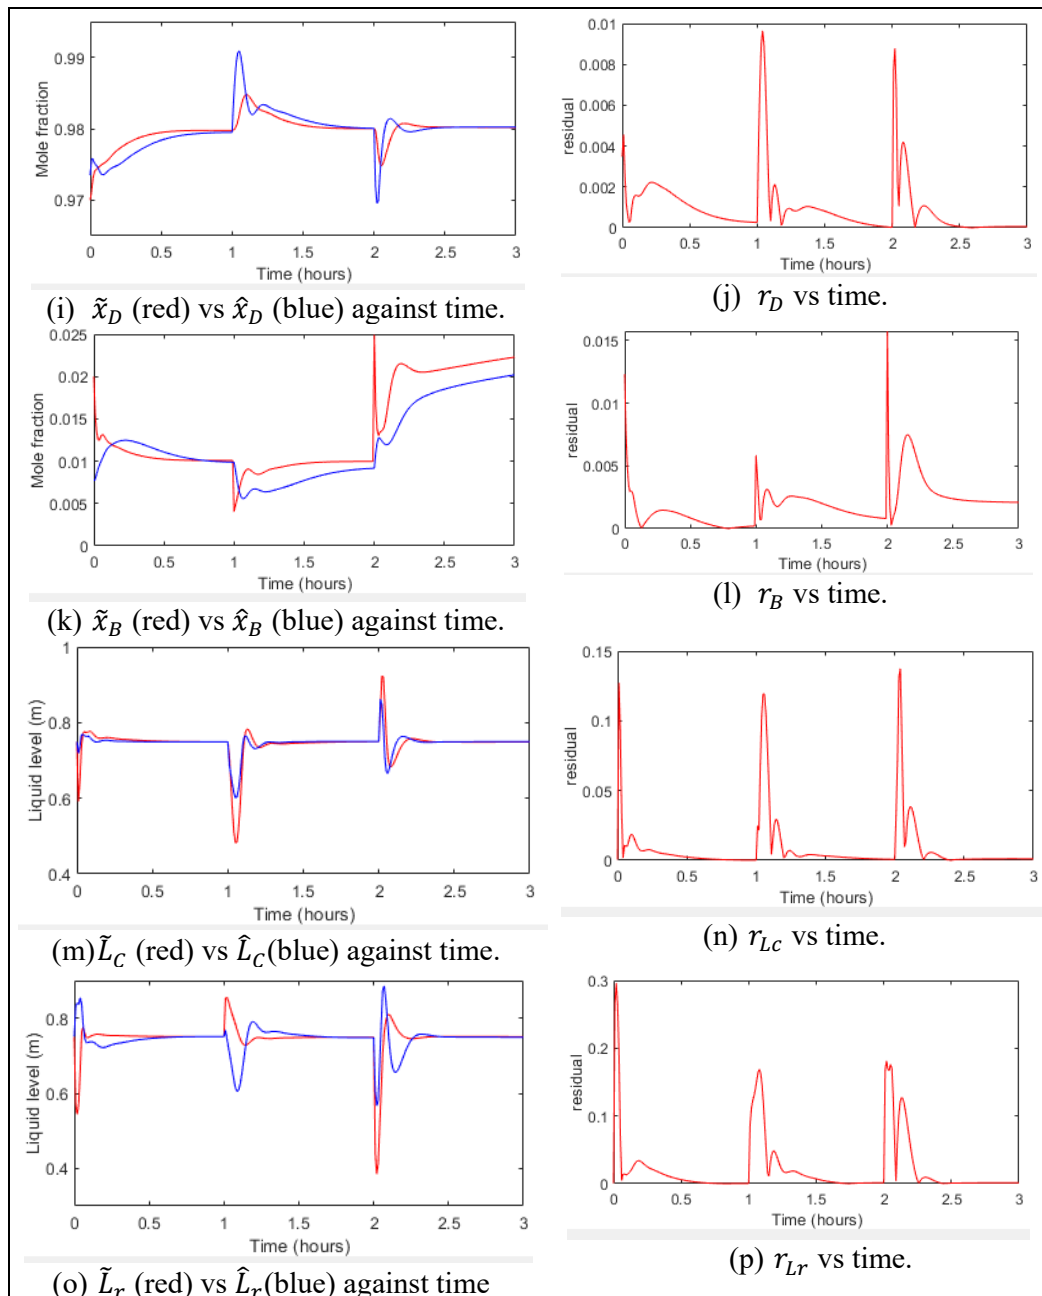 0.99
0.98
0.97
Mole fraction
0 0.5 1 1.5 2 2.5 3
Time (hours)
(i) x̃_D (red) vs x̂_D (blue) against time.
0.01
0.008
0.006
0.004
0.002
0
residual
0 0.5 1 1.5 2 2.5 3
Time (hours)
(j) r_D vs time.
0.025
0.02
0.015
0.010
0.005
0
Mole fraction
0 0.5 1 1.5 2 2.5 3
Time (hours)
(k) x̃_B (red) vs x̂_B (blue) against time.
0.015
0.01
0.005
0
residual
0 0.5 1 1.5 2 2.5 3
Time (hours)
(l) r_B vs time.
1
0.8
0.6
0.4
Liquid level (m)
0 0.5 1 1.5 2 2.5 3
Time (hours)
(m) L̃_C (red) vs L̂_C(blue) against time.
0.15
0.1
0.05
0
residual
0 0.5 1 1.5 2 2.5 3
Time (hours)
(n) r_Lc vs time.
0.8
0.6
0.4
Liquid level (m)
0 0.5 1 1.5 2 2.5 3
Time (hours)
(o) L̃_r (red) vs L̂_r(blue) against time
0.3
0.2
0.1
0
residual
0 0.5 1 1.5 2 2.5 3
Time (hours)
(p) r_Lr vs time.